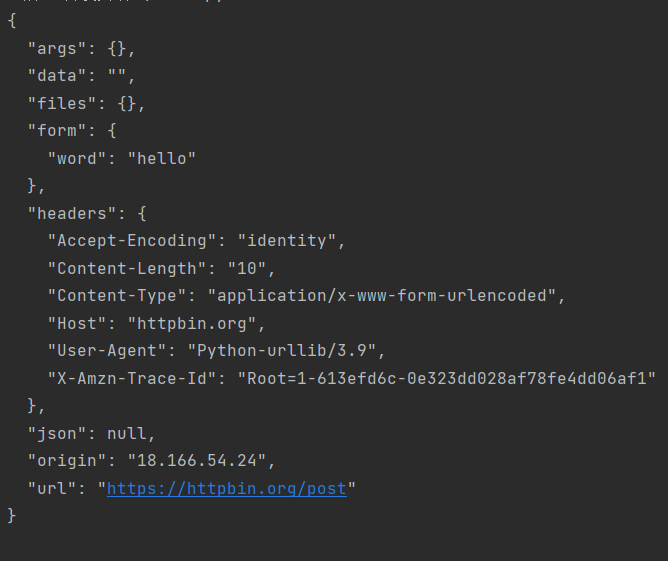 {
  "args": {},
  "data": "",
  "files": {},
  "form": {
    "word": "hello"
  },
  "headers": {
    "Accept-Encoding": "identity",
    "Content-Length": "10",
    "Content-Type": "application/x-www-form-urlencoded",
    "Host": "httpbin.org",
    "User-Agent": "Python-urllib/3.9",
    "X-Amzn-Trace-Id": "Root=1-613efd6c-0e323dd028af78fe4dd06af1"
  },
  "json": null,
  "origin": "18.166.54.24",
  "url": "https://httpbin.org/post"
}